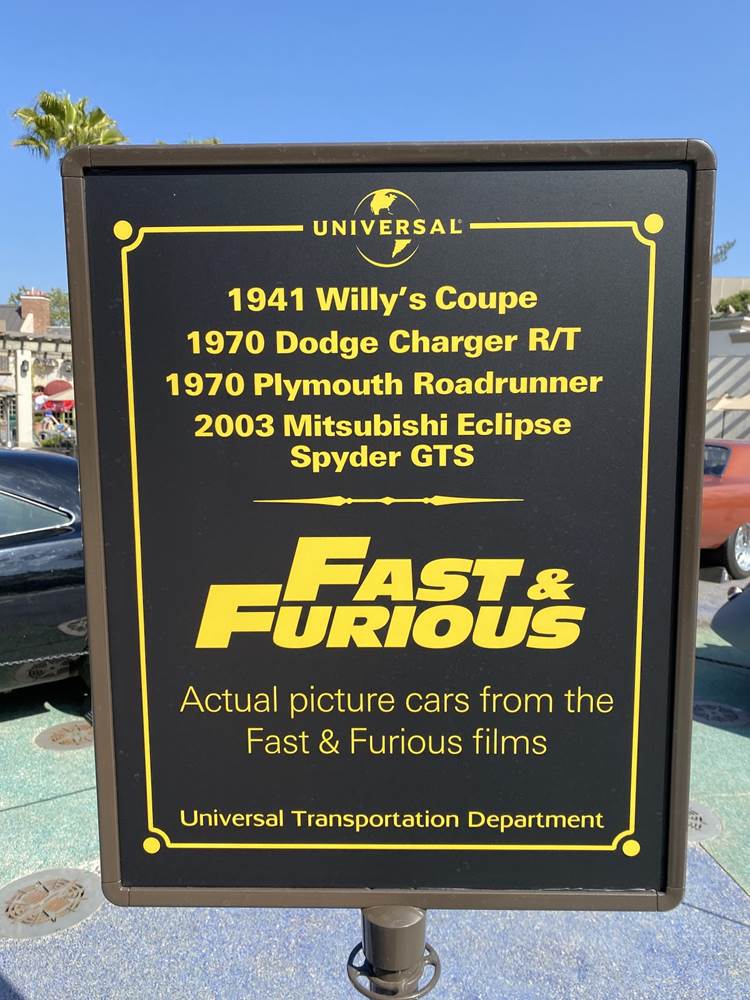 UNIVERSAL
1941 Willy's Coupe
1970 Dodge Charger R/T
1970 Plymouth Roadrunner
2003 Mitsubishi Eclipse
Spyder GTS
FAST &
FURIOUS
Actual picture cars from the
Fast & Furious films
Universal Transportation Department